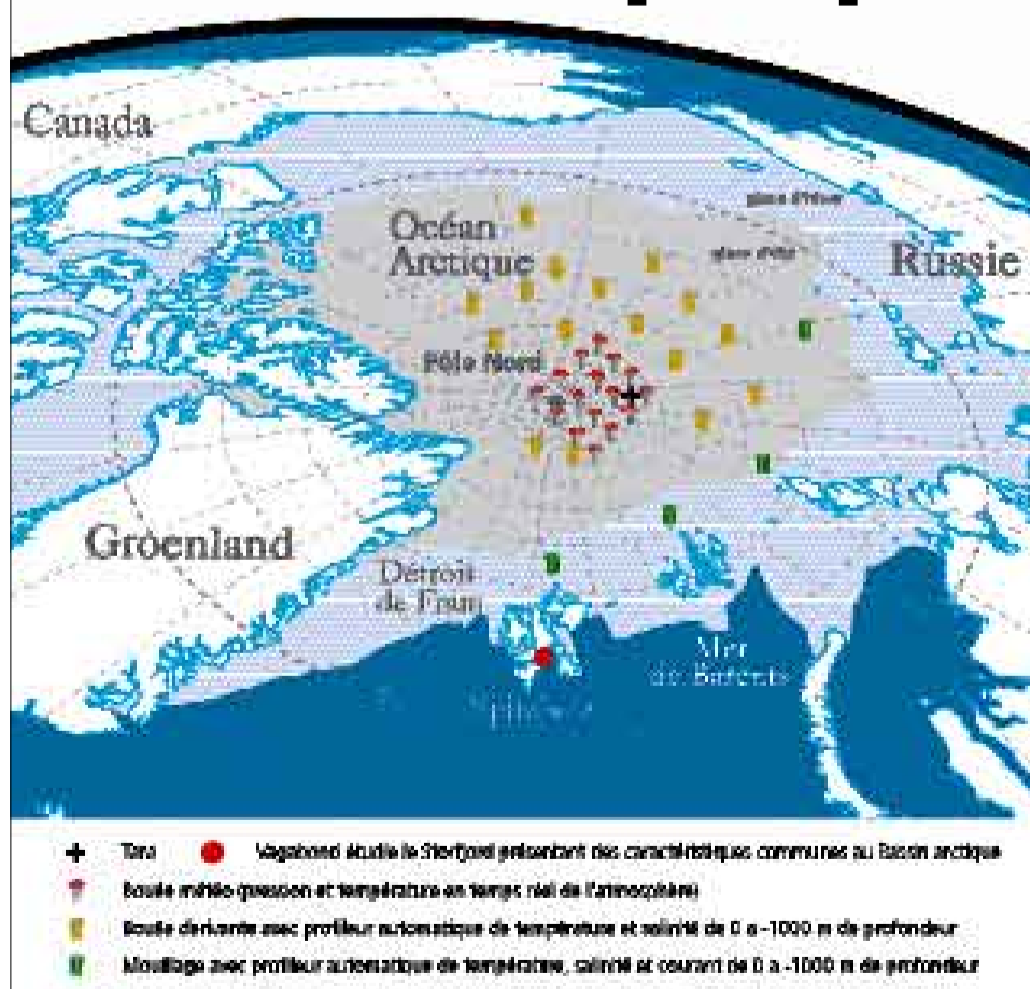 Canada
Océan
Arctique
glace d'hiver
glace d'été
Russie
Pôle Nord
Groenland
Détroit
de Fram
Mer
de Barents
Tara
Vagabond étudie le Storfjord présentant des caractéristiques communes au Bassin arctique
Bouée météo (pression et température en temps réel de l'atmosphère)
Bouée dérivante avec profileur automatique de température et salinité de 0 a -1000 m de profondeur
Mouillage avec profileur automatique de température, salinité et courant de 0 a -1000 m de profondeur